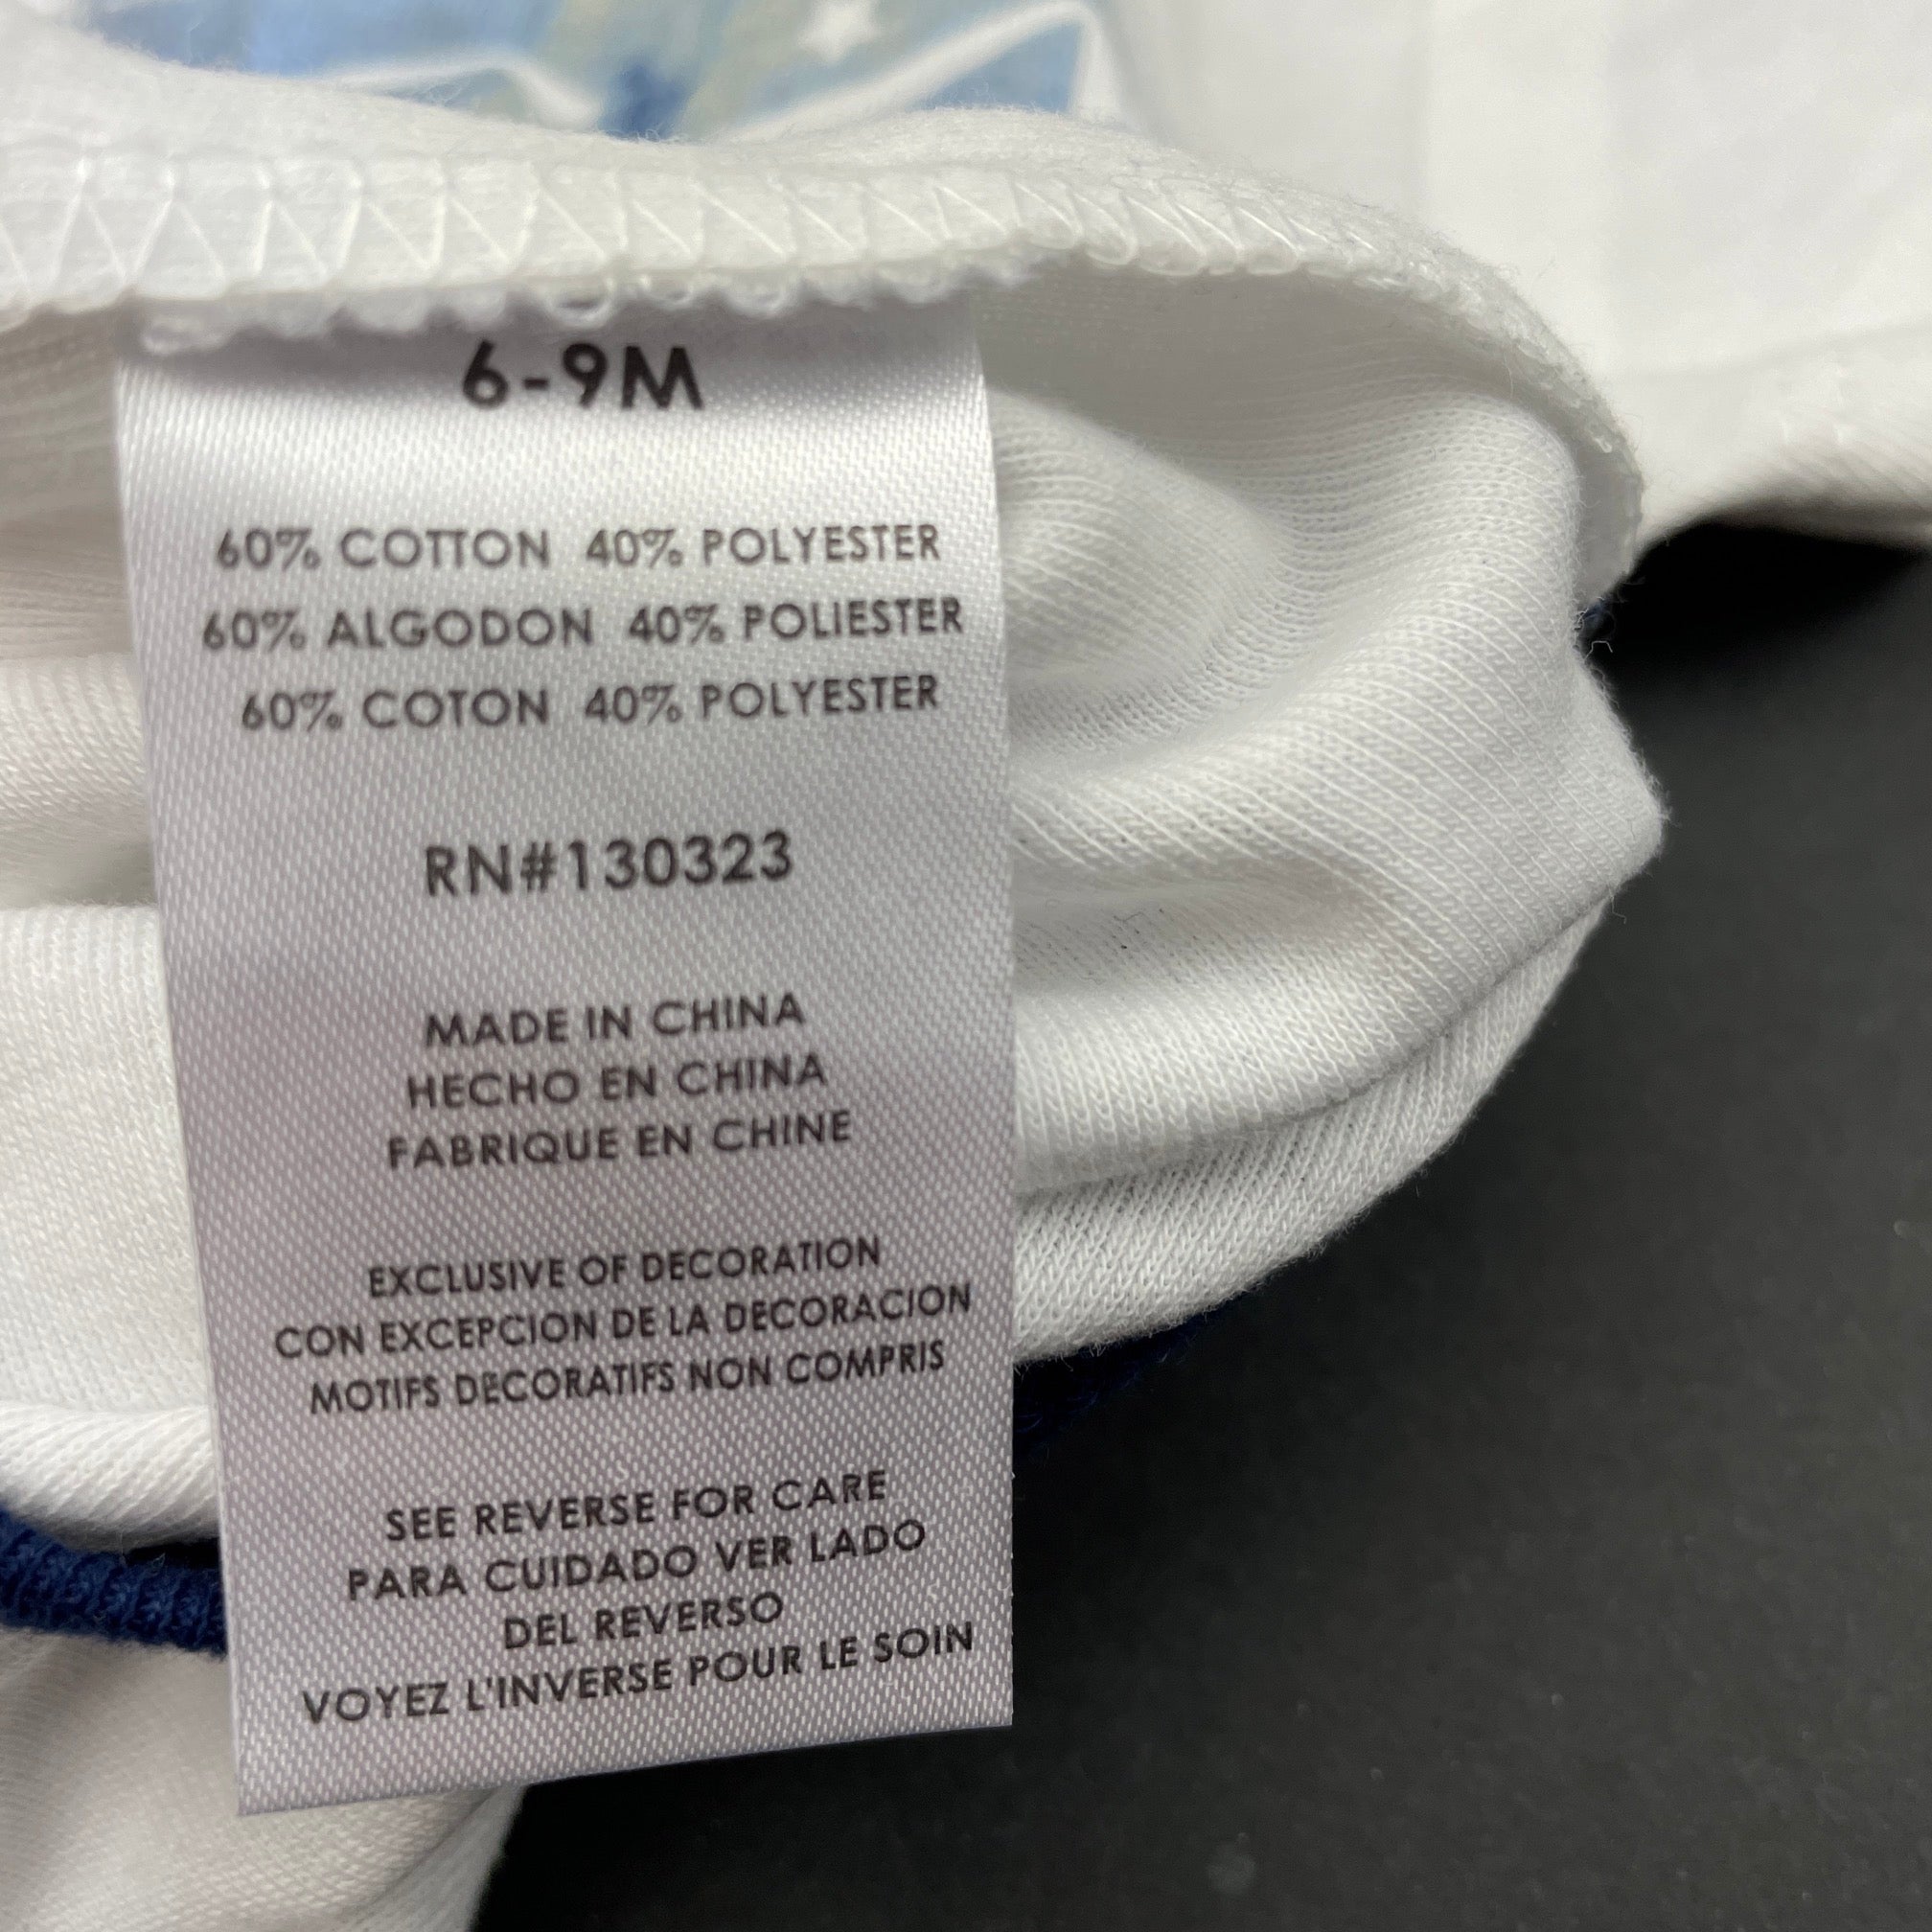 6-9M
60% COTTON 40% POLYESTER
60% ALGODON 40% POLIESTER
60% COTON 40% POLYESTER
RN#130323
MADE IN CHINA
HECHO EN CHINA
FABRIQUE EN CHINE
EXCLUSIVE OF DECORATION
CON EXCEPCION DE LA DECORACION
MOTIFS DECORATIFS NON COMPRIS
SEE REVERSE FOR CARE
PARA CUIDADO VER LADO
DEL REVERSO
VOYEZ L'INVERSE POUR LE SOIN